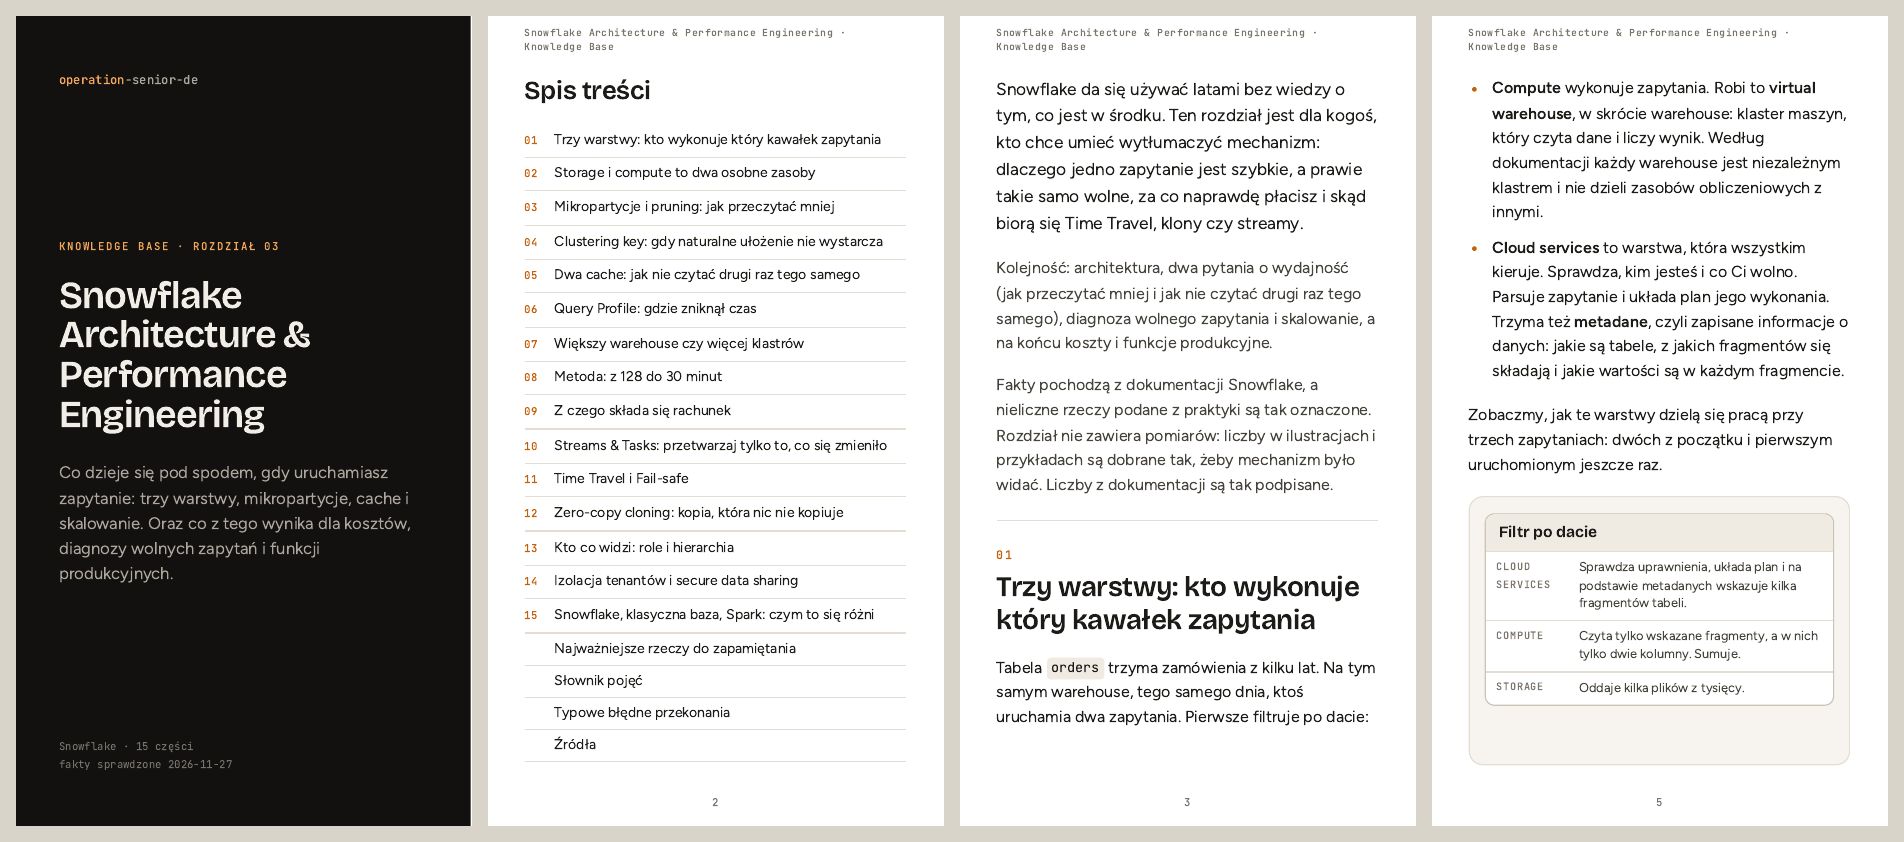 operation-senior-de
KNOWLEDGE BASE · ROZDZIAŁ 03
Snowflake
Architecture &
Performance
Engineering
Co dzieje się pod spodem, gdy uruchamiasz
zapytanie: trzy warstwy, mikropartycje, cache i
skalowanie. Oraz co z tego wynika dla kosztów,
diagnozy wolnych zapytań i funkcji
produkcyjnych.
Snowflake · 15 części
fakty sprawdzone 2026-11-27
Snowflake Architecture & Performance Engineering ·
Knowledge Base
Spis treści
01 Trzy warstwy: kto wykonuje który kawałek zapytania
02 Storage i compute to dwa osobne zasoby
03 Mikropartycje i pruning: jak przeczytać mniej
04 Clustering key: gdy naturalne ułożenie nie wystarcza
05 Dwa cache: jak nie czytać drugi raz tego samego
06 Query Profile: gdzie zniknął czas
07 Większy warehouse czy więcej klastrów
08 Metoda: z 128 do 30 minut
09 Z czego składa się rachunek
10 Streams & Tasks: przetwarzaj tylko to, co się zmieniło
11 Time Travel i Fail-safe
12 Zero-copy cloning: kopia, która nic nie kopiuje
13 Kto co widzi: role i hierarchia
14 Izolacja tenantów i secure data sharing
15 Snowflake, klasyczna baza, Spark: czym to się różni
Najważniejsze rzeczy do zapamiętania
Słownik pojęć
Typowe błędne przekonania
Źródła
2
Snowflake Architecture & Performance Engineering ·
Knowledge Base
Snowflake da się używać latami bez wiedzy o
tym, co jest w środku. Ten rozdział jest dla kogoś,
kto chce umieć wytłumaczyć mechanizm:
dlaczego jedno zapytanie jest szybkie, a prawie
takie samo wolne, za co naprawdę płacisz i skąd
biorą się Time Travel, klony czy streamy.
Kolejność: architektura, dwa pytania o wydajność
(jak przeczytać mniej i jak nie czytać drugi raz tego
samego), diagnoza wolnego zapytania i skalowanie, a
na końcu koszty i funkcje produkcyjne.
Fakty pochodzą z dokumentacji Snowflake, a
nieliczne rzeczy podane z praktyki są tak oznaczone.
Rozdział nie zawiera pomiarów: liczby w ilustracjach i
przykładach są dobrane tak, żeby mechanizm było
widać. Liczby z dokumentacji są tak podpisane.
01
Trzy warstwy: kto wykonuje
który kawałek zapytania
Tabela orders trzyma zamówienia z kilku lat. Na tym
samym warehouse, tego samego dnia, ktoś
uruchamia dwa zapytania. Pierwsze filtruje po dacie:
3
Snowflake Architecture & Performance Engineering ·
Knowledge Base
• Compute wykonuje zapytania. Robi to virtual
warehouse, w skrócie warehouse: klaster maszyn,
który czyta dane i liczy wynik. Według
dokumentacji każdy warehouse jest niezależnym
klastrem i nie dzieli zasobów obliczeniowych z
innymi.
• Cloud services to warstwa, która wszystkim
kieruje. Sprawdza, kim jesteś i co Ci wolno.
Parsuje zapytanie i układa plan jego wykonania.
Trzyma też metadane, czyli zapisane informacje o
danych: jakie są tabele, z jakich fragmentów się
składają i jakie wartości są w każdym fragmencie.
Zobaczmy, jak te warstwy dzielą się pracą przy
trzech zapytaniach: dwóch z początku i pierwszym
uruchomionym jeszcze raz.
Filtr po dacie
CLOUD
SERVICES
Sprawdza uprawnienia, układa plan i na
podstawie metadanych wskazuje kilka
fragmentów tabeli.
COMPUTE
Czyta tylko wskazane fragmenty, a w nich
tylko dwie kolumny. Sumuje.
STORAGE
Oddaje kilka plików z tysięcy.
5